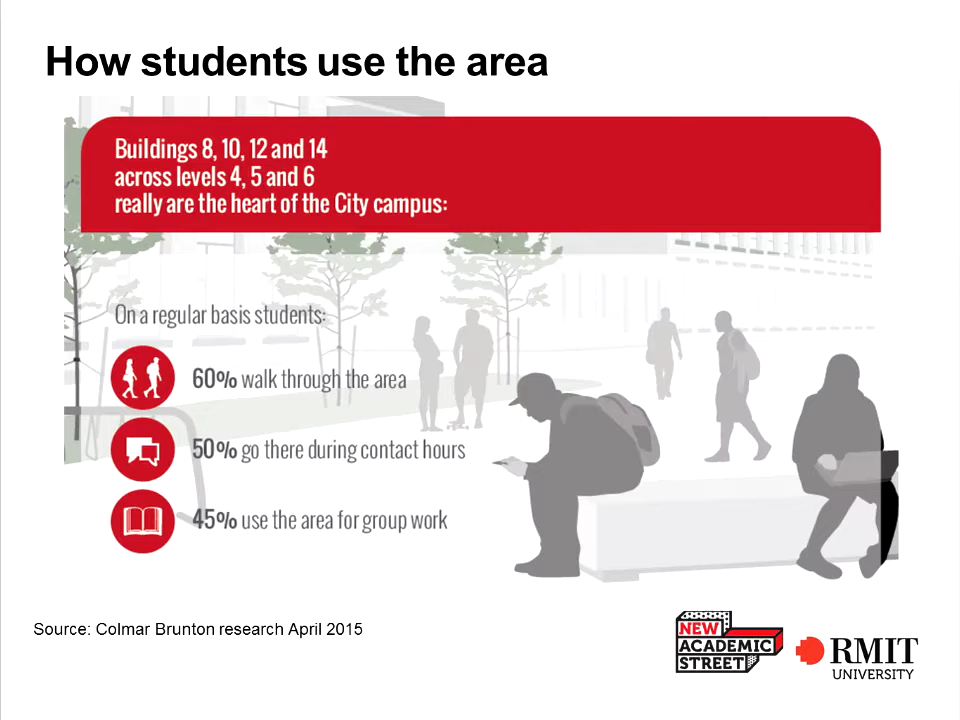 How students use the area
Buildings 8, 10, 12 and 14
across levels 4, 5 and 6
really are the heart of the City campus:
On a regular basis students:
60% walk through the area
50% go there during contact hours
45% use the area for group work
Source: Colmar Brunton research April 2015
NEW
ACADEMIC
STREET
RMIT
UNIVERSITY